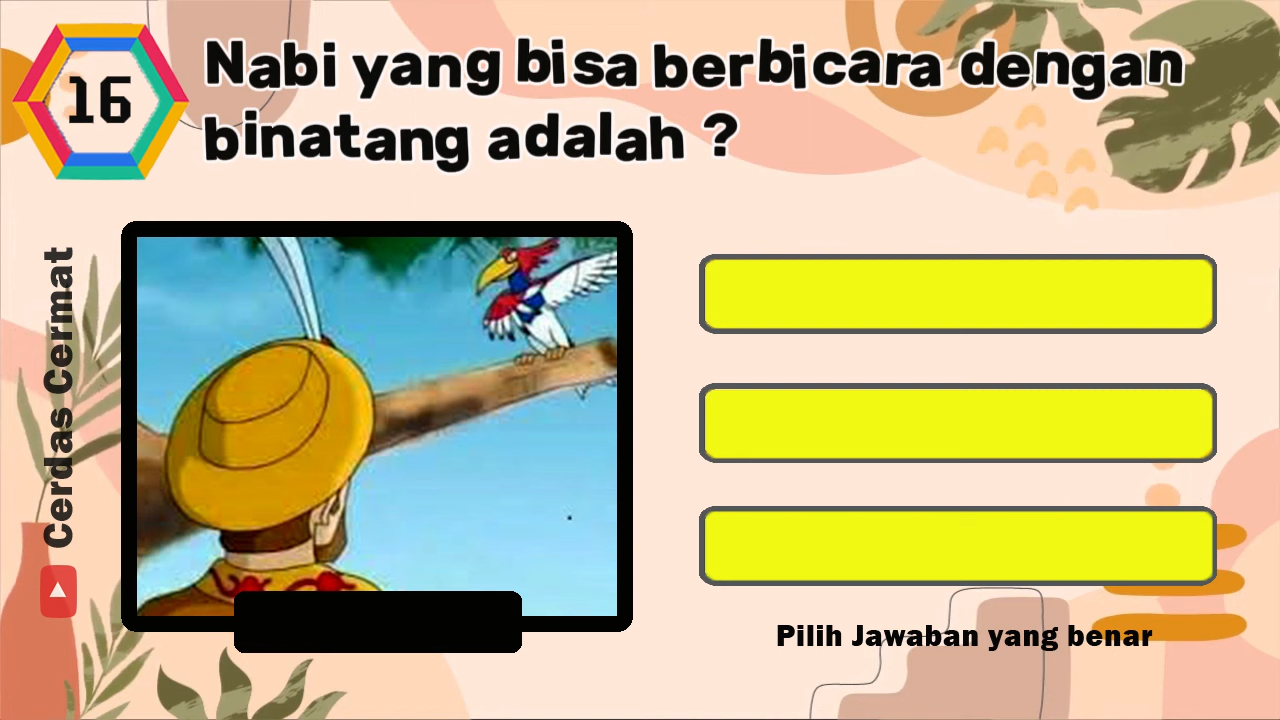 16
Nabi yang bisa berbicara dengan
binatang adalah ?
Cerdas Cermat
Pilih Jawaban yang benar